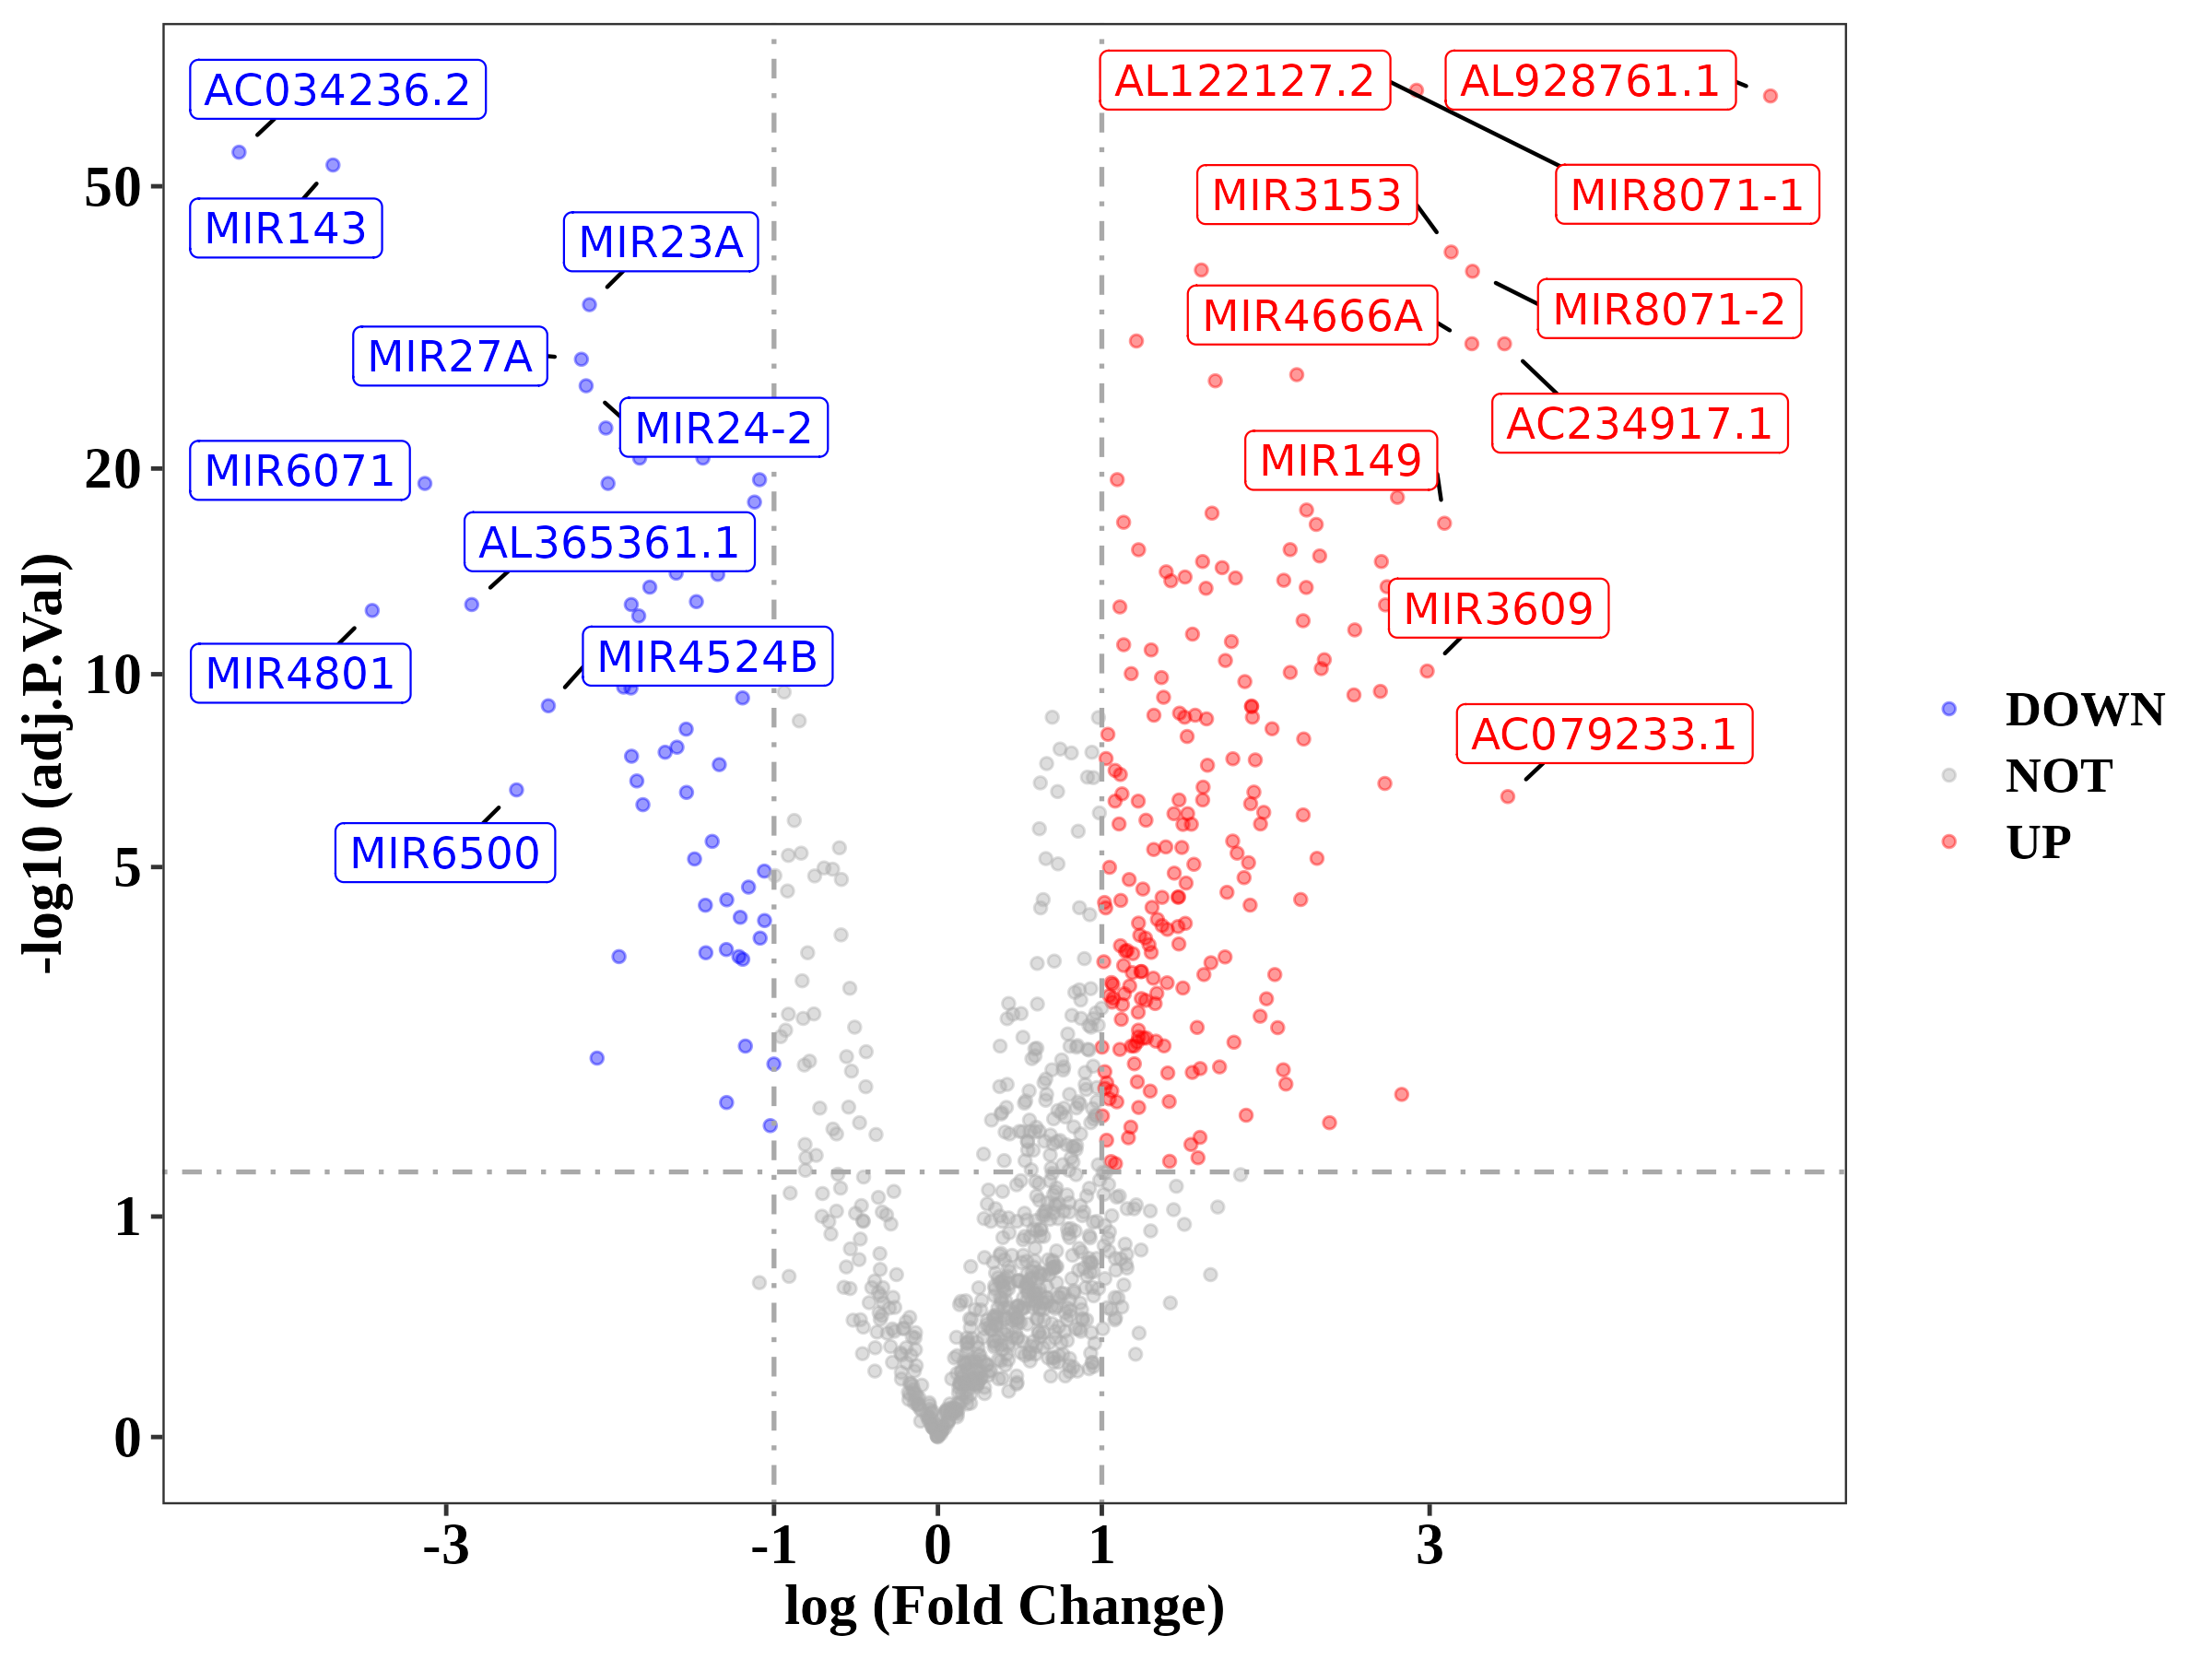 AC034236.2
AL122127.2
AL928761.1
MIR143
MIR3153
MIR8071-1
MIR23A
MIR4666A
MIR8071-2
MIR27A
MIR24-2
AC234917.1
MIR6071
MIR149
AL365361.1
MIR3609
MIR4801
MIR4524B
AC079233.1
MIR6500
50
20
10
5
1
0
-log10 (adj.P.Val)
-3
-1
0
1
3
log (Fold Change)
DOWN
NOT
UP